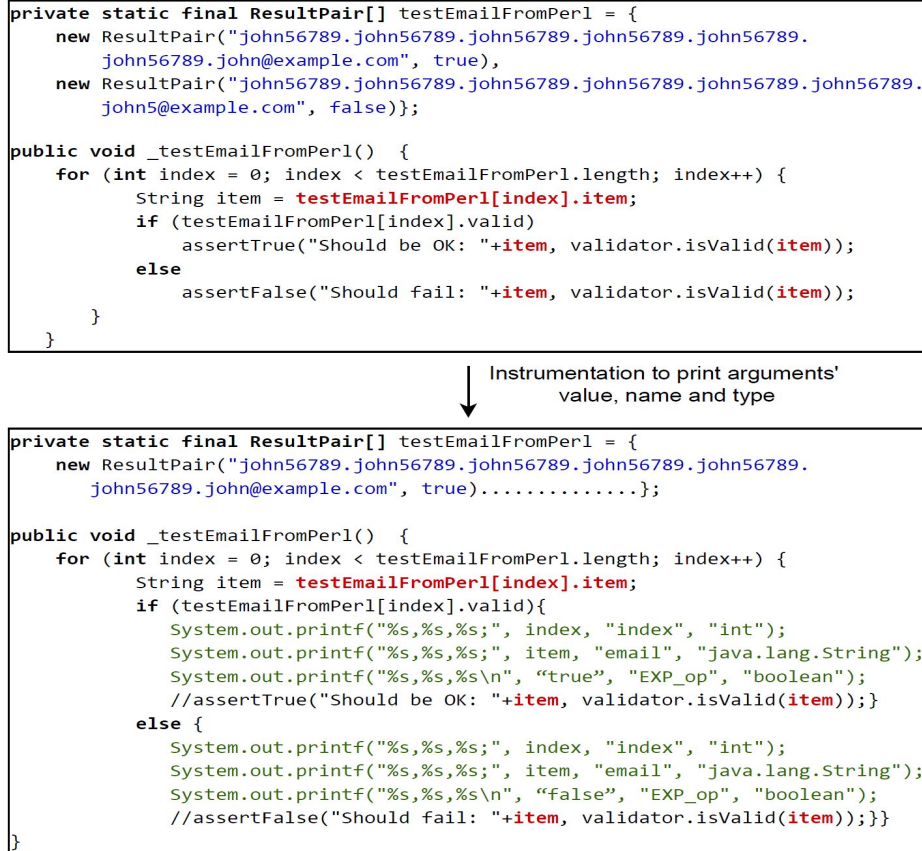 private static final ResultPair[] testEmailFromPerl = {
new ResultPair("john56789.john56789.john56789.john56789.john56789.
john56789.john@example.com", true),
new ResultPair("john56789.john56789.john56789.john56789.john56789.john56789.
john5@example.com", false)};
public void _testEmailFromPerl()  {
for (int index = 0; index < testEmailFromPerl.length; index++) {
String item = testEmailFromPerl[index].item;
if (testEmailFromPerl[index].valid)
assertTrue("Should be OK: "+item, validator.isValid(item));
else
assertFalse("Should fail: "+item, validator.isValid(item));
}
}
Instrumentation to print arguments'
value, name and type
private static final ResultPair[] testEmailFromPerl = {
new ResultPair("john56789.john56789.john56789.john56789.john56789.
john56789.john@example.com", true)..............};
public void _testEmailFromPerl()  {
for (int index = 0; index < testEmailFromPerl.length; index++) {
String item = testEmailFromPerl[index].item;
if (testEmailFromPerl[index].valid){
System.out.printf("%s,%s,%s;", index, "index", "int");
System.out.printf("%s,%s,%s;", item, "email", "java.lang.String");
System.out.printf("%s,%s,%s\n", “true”, "EXP_op", "boolean");
//assertTrue("Should be OK: "+item, validator.isValid(item));}
else {
System.out.printf("%s,%s,%s;", index, "index", "int");
System.out.printf("%s,%s,%s;", item, "email", "java.lang.String");
System.out.printf("%s,%s,%s\n", “false”, "EXP_op", "boolean");
//assertFalse("Should fail: "+item, validator.isValid(item));}}
}